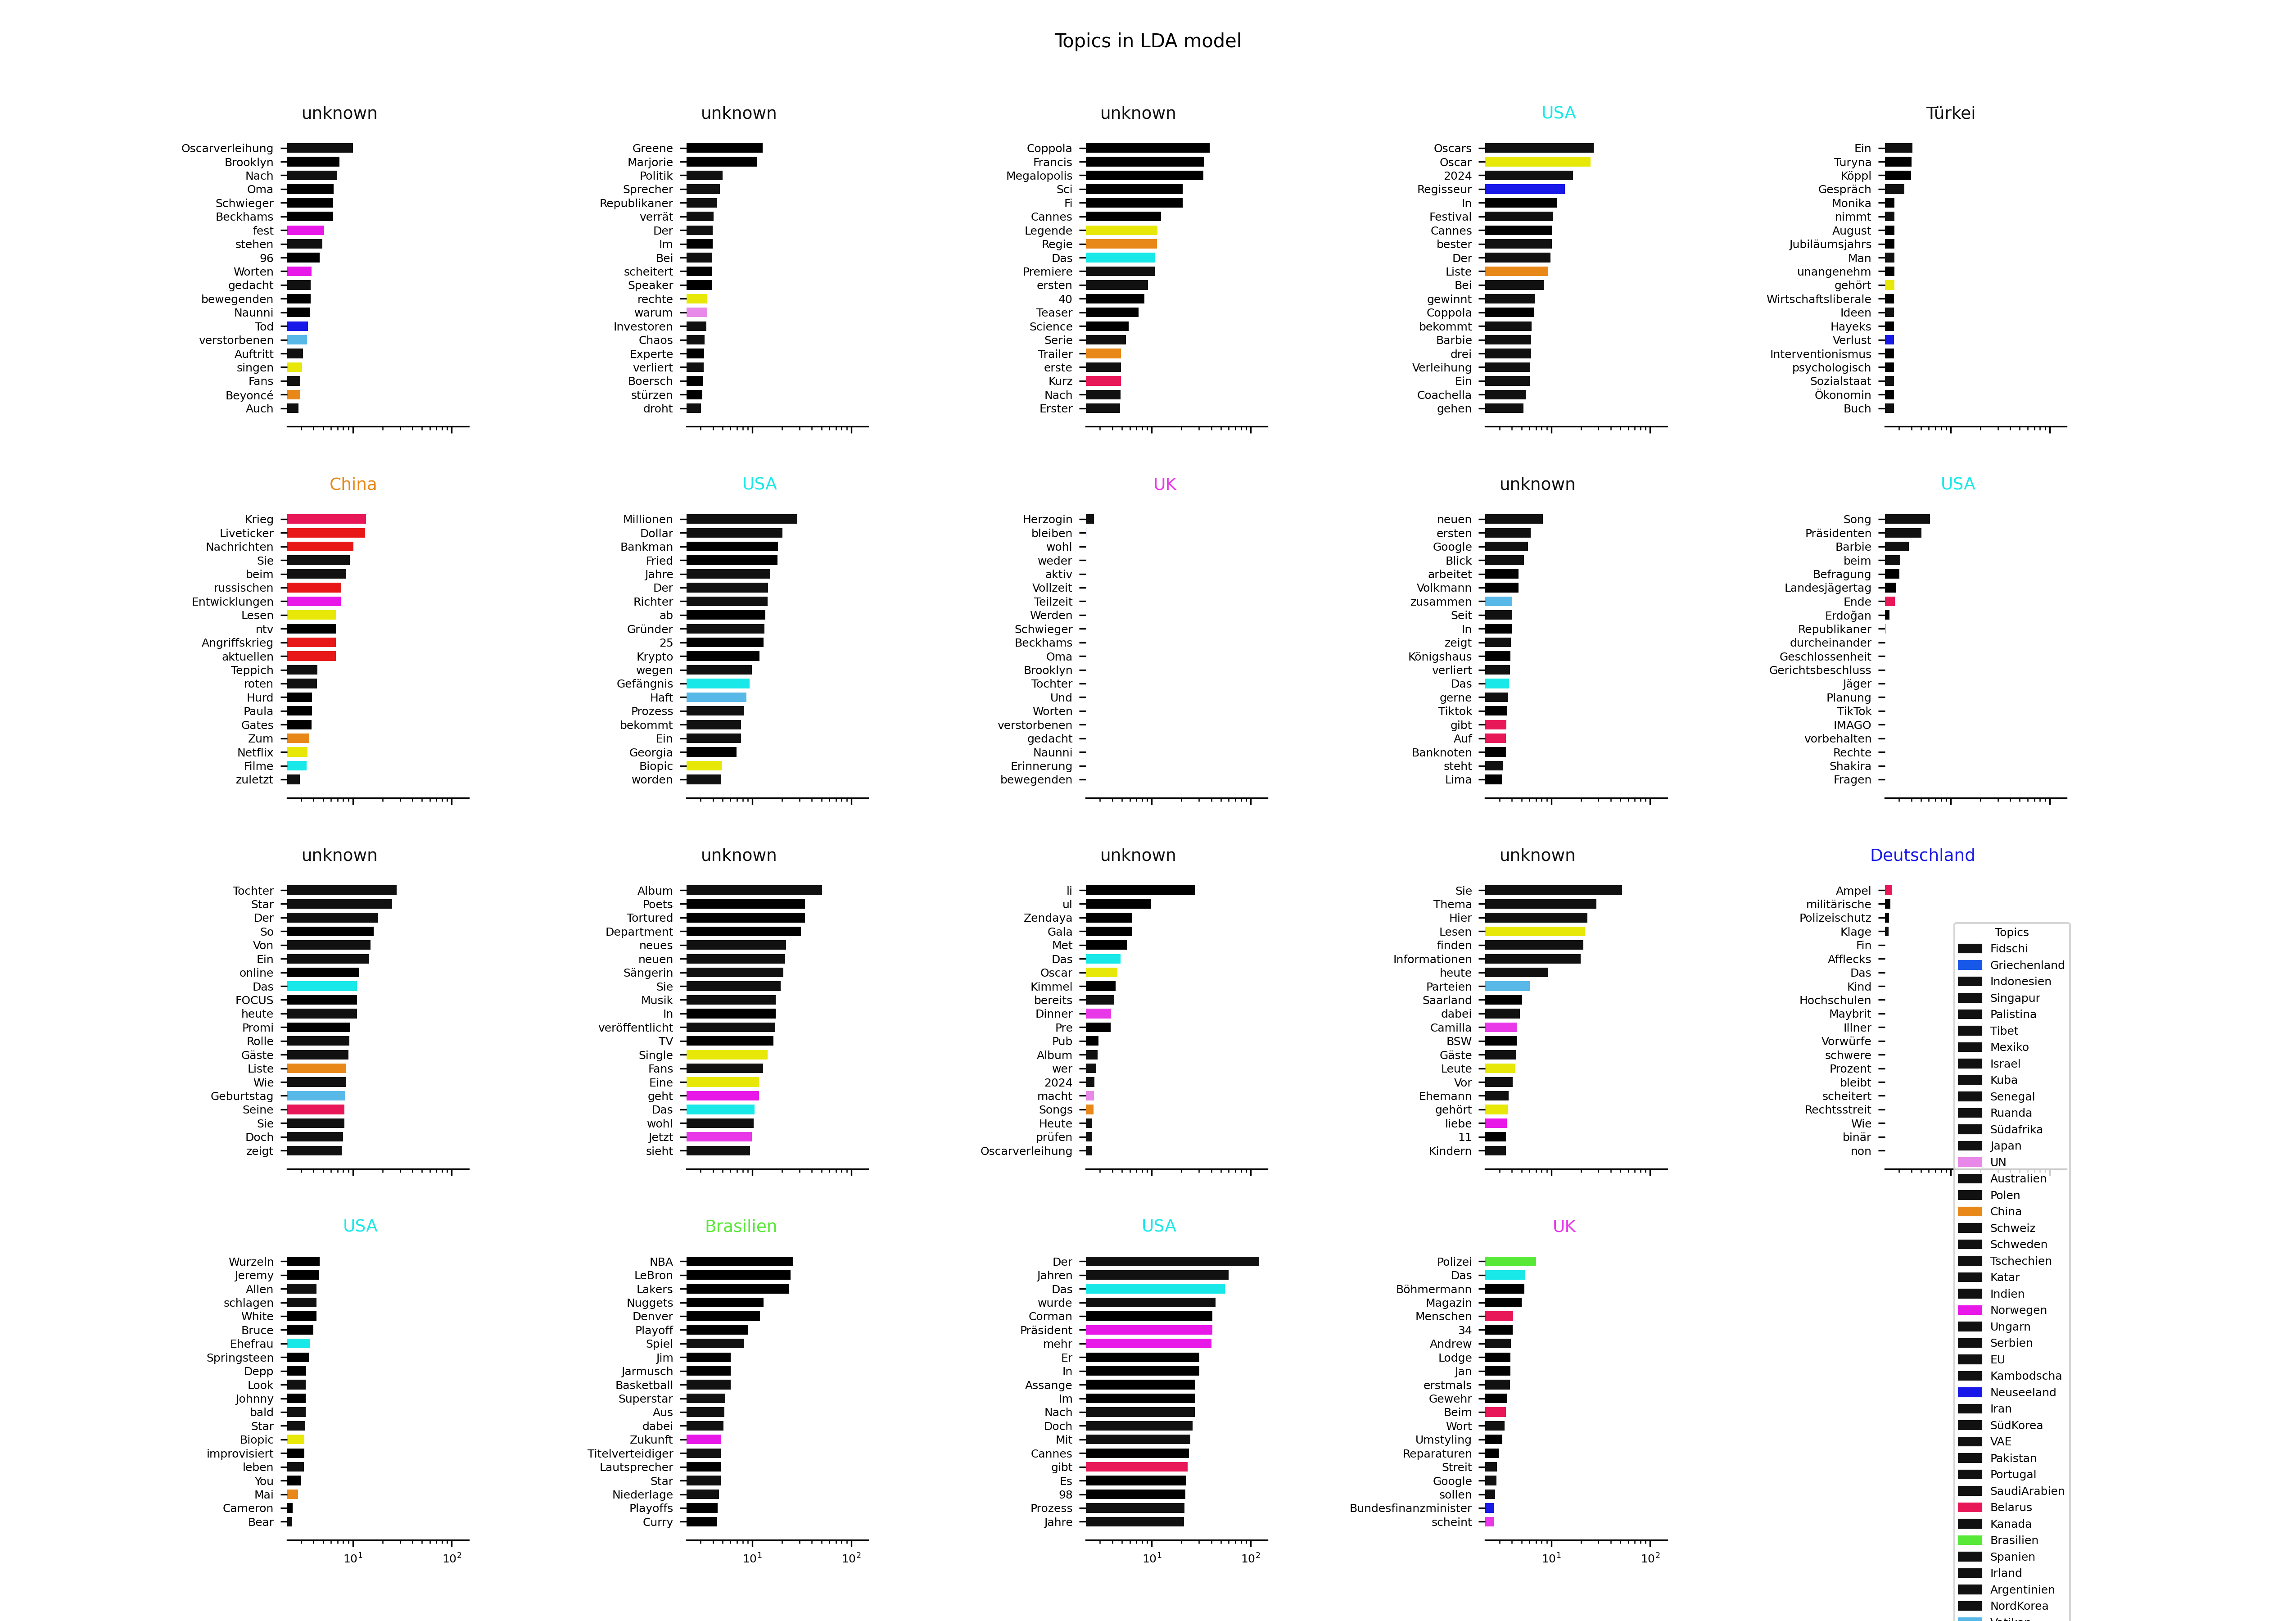 Topics in LDA model
unknown
Oscarverleihung
Brooklyn
Nach
Oma
Schwieger
Beckhams
fest
stehen
96
Worten
gedacht
bewegenden
Naunni
Tod
verstorbenen
Auftritt
singen
Fans
Beyoncé
Auch
unknown
Greene
Marjorie
Politik
Sprecher
Republikaner
verrät
Der
Im
Bei
scheitert
Speaker
rechte
warum
Investoren
Chaos
Experte
verliert
Boersch
stürzen
droht
unknown
Coppola
Francis
Megalopolis
Sci
Fi
Cannes
Legende
Regie
Das
Premiere
ersten
40
Teaser
Science
Serie
Trailer
erste
Kurz
Nach
Erster
USA
Oscars
Oscar
2024
Regisseur
In
Festival
Cannes
bester
Der
Liste
Bei
gewinnt
Coppola
bekommt
Barbie
drei
Verleihung
Ein
Coachella
gehen
Türkei
Ein
Turyna
Köppl
Gespräch
Monika
nimmt
August
Jubiläumsjahrs
Man
unangenehm
gehört
Wirtschaftsliberale
Ideen
Hayeks
Verlust
Interventionismus
psychologisch
Sozialstaat
Ökonomin
Buch
China
Krieg
Liveticker
Nachrichten
Sie
beim
russischen
Entwicklungen
Lesen
ntv
Angriffskrieg
aktuellen
Teppich
roten
Hurd
Paula
Gates
Zum
Netflix
Filme
zuletzt
USA
Millionen
Dollar
Bankman
Fried
Jahre
Der
Richter
ab
Gründer
25
Krypto
wegen
Gefängnis
Haft
Prozess
bekommt
Ein
Georgia
Biopic
worden
UK
Herzogin
bleiben
wohl
weder
aktiv
Vollzeit
Teilzeit
Werden
Schwieger
Beckhams
Oma
Brooklyn
Tochter
Und
Worten
verstorbenen
gedacht
Naunni
Erinnerung
bewegenden
unknown
neuen
ersten
Google
Blick
arbeitet
Volkmann
zusammen
Seit
In
zeigt
Königshaus
verliert
Das
gerne
Tiktok
gibt
Auf
Banknoten
steht
Lima
USA
Song
Präsidenten
Barbie
beim
Befragung
Landesjägertag
Ende
Erdoğan
Republikaner
durcheinander
Geschlossenheit
Gerichtsbeschluss
Jäger
Planung
TikTok
IMAGO
vorbehalten
Rechte
Shakira
Fragen
unknown
Tochter
Star
Der
So
Von
Ein
online
Das
FOCUS
heute
Promi
Rolle
Gäste
Liste
Wie
Geburtstag
Seine
Sie
Doch
zeigt
unknown
Album
Poets
Tortured
Department
neues
neuen
Sängerin
Sie
Musik
In
veröffentlicht
TV
Single
Fans
Eine
geht
Das
wohl
Jetzt
sieht
unknown
li
ul
Zendaya
Gala
Met
Das
Oscar
Kimmel
bereits
Dinner
Pre
Pub
Album
wer
2024
macht
Songs
Heute
prüfen
Oscarverleihung
unknown
Sie
Thema
Hier
Lesen
finden
Informationen
heute
Parteien
Saarland
dabei
Camilla
BSW
Gäste
Leute
Vor
Ehemann
gehört
liebe
11
Kindern
Deutschland
Ampel
militärische
Polizeischutz
Klage
Fin
Afflecks
Das
Kind
Hochschulen
Maybrit
Illner
Vorwürfe
schwere
Prozent
bleibt
scheitert
Rechtsstreit
Wie
binär
non
USA
Wurzeln
Jeremy
Allen
schlagen
White
Bruce
Ehefrau
Springsteen
Depp
Look
Johnny
bald
Star
Biopic
improvisiert
leben
You
Mai
Cameron
Bear
10¹ 10²
Brasilien
NBA
LeBron
Lakers
Nuggets
Denver
Playoff
Spiel
Jim
Jarmusch
Basketball
Superstar
Aus
dabei
Zukunft
Titelverteidiger
Lautsprecher
Star
Niederlage
Playoffs
Curry
10¹ 10²
USA
Der
Jahren
Das
wurde
Corman
Präsident
mehr
Er
In
Assange
Im
Nach
Doch
Mit
Cannes
gibt
Es
98
Prozess
Jahre
10¹ 10²
UK
Polizei
Das
Böhmermann
Magazin
Menschen
34
Andrew
Lodge
Jan
erstmals
Gewehr
Beim
Wort
Umstyling
Reparaturen
Streit
Google
sollen
Bundesfinanzminister
scheint
10¹ 10²
Topics
Fidschi
Griechenland
Indonesien
Singapur
Palistina
Tibet
Mexiko
Israel
Kuba
Senegal
Ruanda
Südafrika
Japan
UN
Australien
Polen
China
Schweiz
Schweden
Tschechien
Katar
Indien
Norwegen
Ungarn
Serbien
EU
Kambodscha
Neuseeland
Iran
SüdKorea
VAE
Pakistan
Portugal
SaudiArabien
Belarus
Kanada
Brasilien
Spanien
Irland
Argentinien
NordKorea